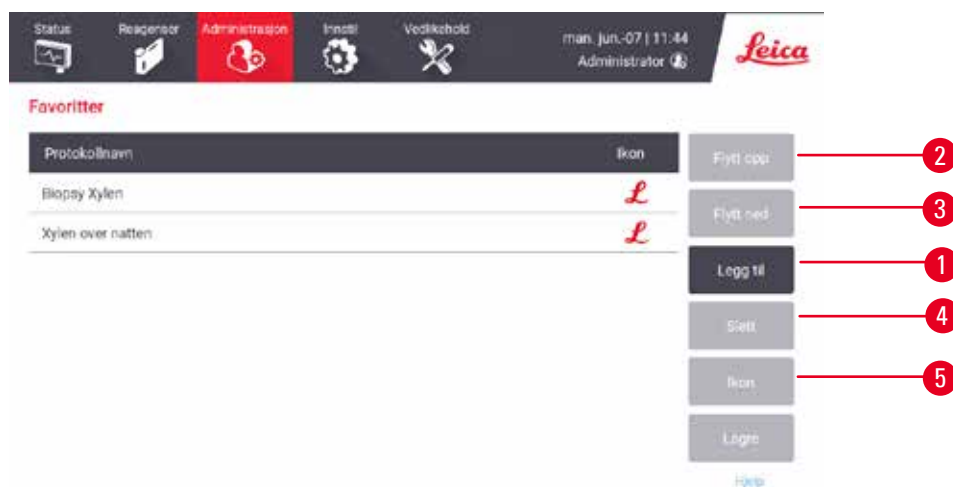 Status Reagenser Administrasjon Innstil Vedlikehold man. jun.-07 | 11:44
Administrator
Leica
Favoritter
Protokollnavn Ikon Flytt opp 2
Biopsy Xylen L
Flytt ned 3
Xylen over natten L
Legg til 1
Slett 4
Ikon 5
Lagre
Hjelp